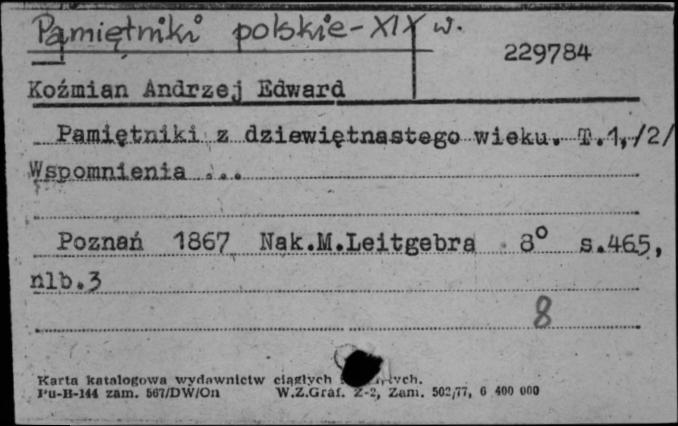 Pamiętniki polskie-XIX w.
229784
Koźmian Andrzej Edward
Pamiętniki z dziewiętnastego wieku. T.1,/2/
Wspomnienia ...
Poznań 1867 Nak.M.Leitgebra 8° s.465,
nlb.3
8
Karta katalogowa wydawnictw ciągłych
Pu-B-144 zam. 567/DW/On W.Z.Graf. Z-2, Zam. 502/77, 6 400 000